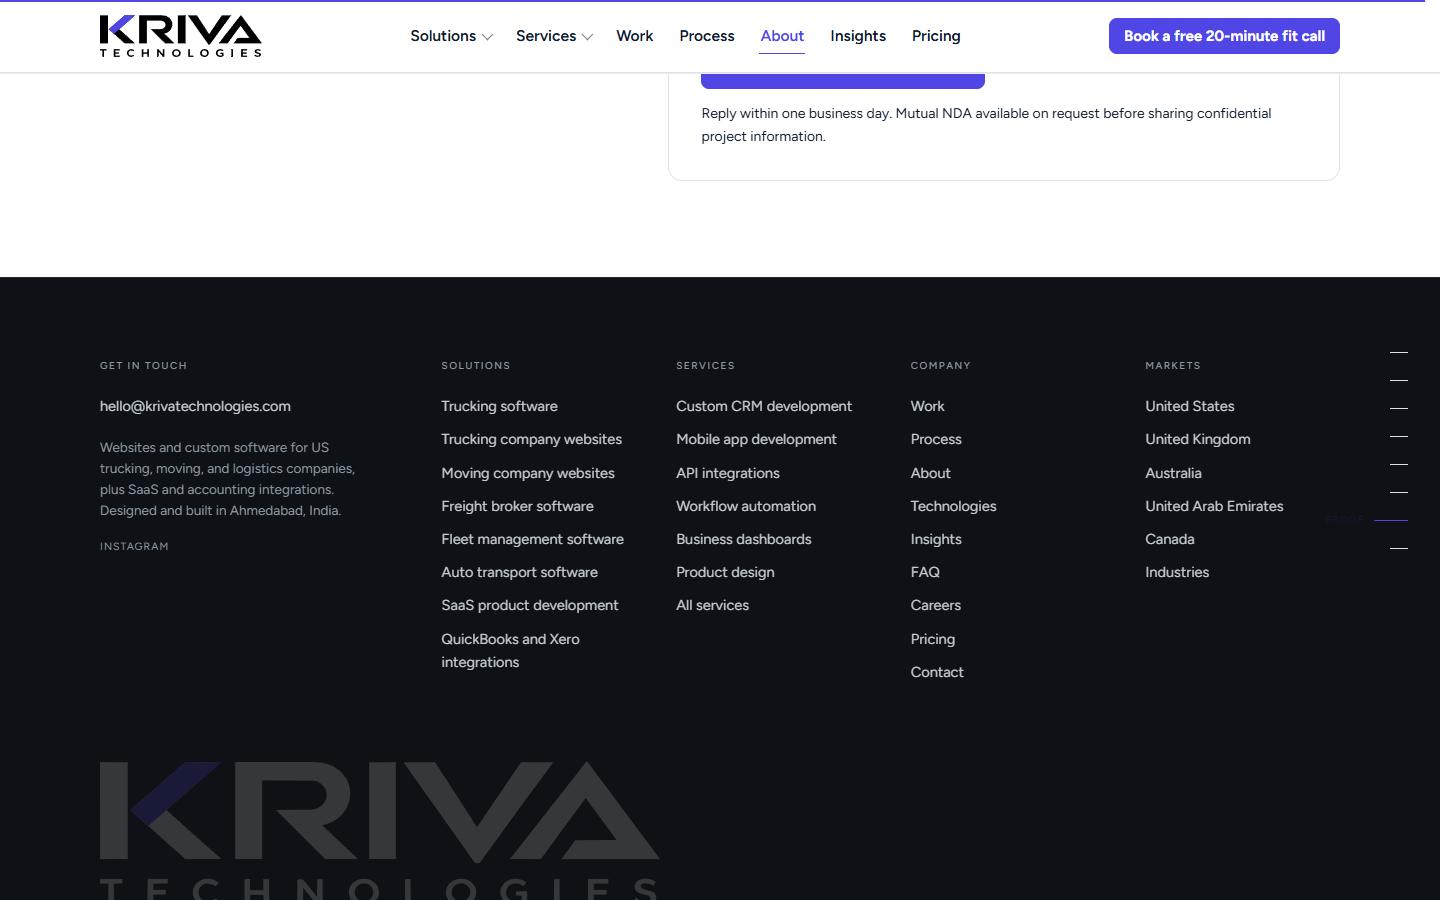 KRIVA
TECHNOLOGIES
Solutions
Services
Work
Process
About
Insights
Pricing
Book a free 20-minute fit call
Reply within one business day. Mutual NDA available on request before sharing confidential
project information.
GET IN TOUCH
hello@krivatechnologies.com
Websites and custom software for US
trucking, moving, and logistics companies,
plus SaaS and accounting integrations.
Designed and built in Ahmedabad, India.
INSTAGRAM
SOLUTIONS
Trucking software
Trucking company websites
Moving company websites
Freight broker software
Fleet management software
Auto transport software
SaaS product development
QuickBooks and Xero
integrations
SERVICES
Custom CRM development
Mobile app development
API integrations
Workflow automation
Business dashboards
Product design
All services
COMPANY
Work
Process
About
Technologies
Insights
FAQ
Careers
Pricing
Contact
MARKETS
United States
United Kingdom
Australia
United Arab Emirates
Canada
Industries
KRIVA
TECHNOLOGIES